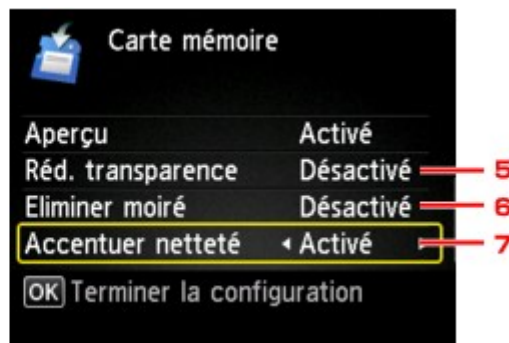 Carte mémoire
Aperçu Activé
Réd. transparence Désactivé 5
Eliminer moiré Désactivé 6
Accentuer netteté Activé 7
OK Terminer la configuration